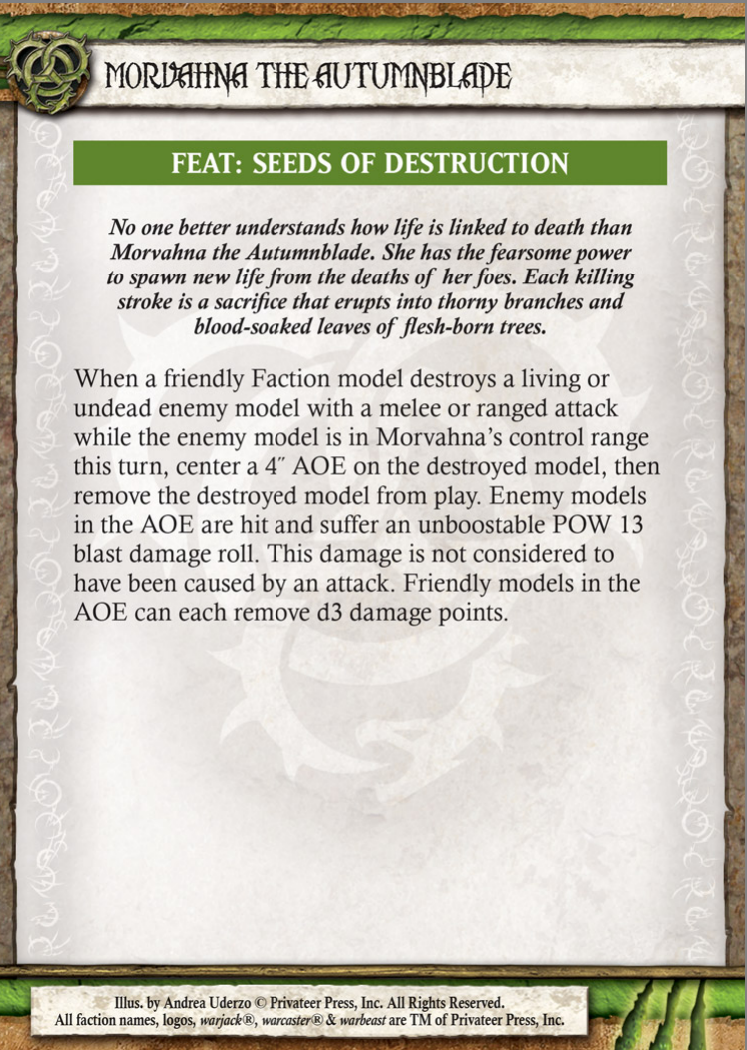 MORVAHNA THE AUTUMNBLADE
FEAT: SEEDS OF DESTRUCTION
No one better understands how life is linked to death than
Morvahna the Autumnblade. She has the fearsome power
to spawn new life from the deaths of her foes. Each killing
stroke is a sacrifice that erupts into thorny branches and
blood-soaked leaves of flesh-born trees.
When a friendly Faction model destroys a living or
undead enemy model with a melee or ranged attack
while the enemy model is in Morvahna's control range
this turn, center a 4″ AOE on the destroyed model, then
remove the destroyed model from play. Enemy models
in the AOE are hit and suffer an unboostable POW 13
blast damage roll. This damage is not considered to
have been caused by an attack. Friendly models in the
AOE can each remove d3 damage points.
Illus. by Andrea Uderzo © Privateer Press, Inc. All Rights Reserved.
All faction names, logos, warjack®, warcaster® & warbeast are TM of Privateer Press, Inc.